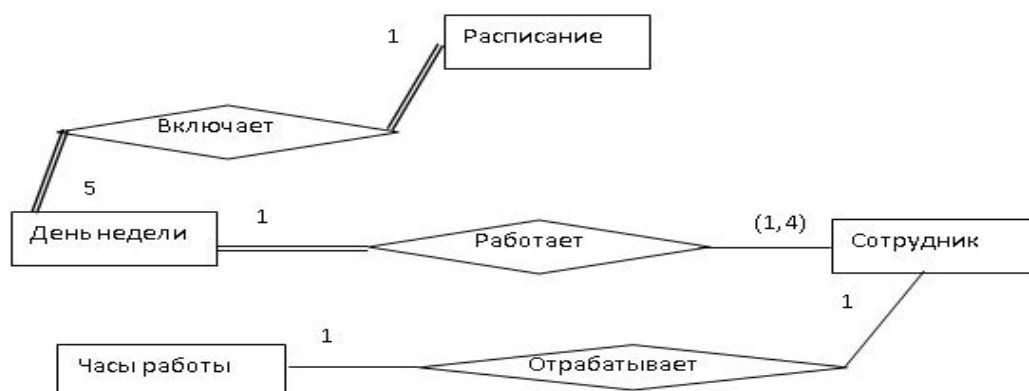 1
Расписание
Включает
5
День недели
1
Работает
(1, 4)
Сотрудник
1
1
Часы работы
Отрабатывает